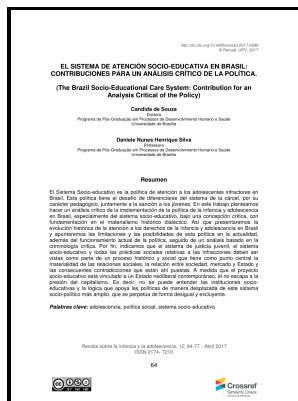 http://dx.doi.org/10.4995/reinad.2017.6499
© Reinad, UPV, 2017
EL SISTEMA DE ATENCIÓN SOCIO-EDUCATIVA EN BRASIL:
CONTRIBUCIONES PARA UN ANÁLISIS CRÍTICO DE LA POLÍTICA.
(The Brazil Socio-Educational Care System: Contribution for an
Analysis Critical of the Policy)
Candida de Souza
Doctora
Programa de Pós-Graduação em Processos de Desenvolvimento Humano e Saúde
Universidade de Brasília
Daniele Nunes Henrique Silva
Profesora
Programa de Pós-Graduação em Processos de Desenvolvimento Humano e Saúde
Universidade de Brasília
Resumen
El Sistema Socio-educativo es la política de atención a los adolescentes infractores en
Brasil. Esta política tiene el desafío de diferenciarse del sistema de la cárcel, por su
carácter pedagógico, juntamente a la atención a los jóvenes. En este trabajo planteamos
hacer un análisis crítico de la implementación de la política de la infancia y adolescencia
en Brasil, especialmente del sistema socio-educativo, bajo una concepción crítica, con
fundamentación en el materialismo histórico dialéctico. Así que presentaremos la
evolución histórica de la atención a los derechos de la infancia y adolescencia en Brasil
y apuntaremos las limitaciones y las posibilidades de esta política en la actualidad,
además del funcionamiento actual de la política, seguido de un análisis basado en la
criminología crítica. Por fin, indicaremos que el sistema de justicia juvenil, el sistema
socio-educativo y todas las prácticas sociales relativas a las infracciones deben ser
vistas como parte de un proceso histórico y social que tiene como punto central la
materialidad de las relaciones sociales, la relación entre sociedad, mercado y Estado y
las consecuentes contradicciones que están ahí puestas. A medida que el proyecto
socio-educativo está vinculado a un Estado neoliberal contemporáneo, él no escapa a la
presión del capitalismo. Es decir, no se puede entender las instituciones socio-
educativas y la lógica que apoya las políticas de manera desplazada de este sistema
socio-político más amplio, que se perpetúa de forma desigual y excluyente.
Palabras clave: adolescencia, política social, sistema socio-educativo
Revista sobre la infancia y la adolescencia, 12, 64-77 - Abril 2017
ISSN 2174- 7210
64
Crossref
Similarity Check